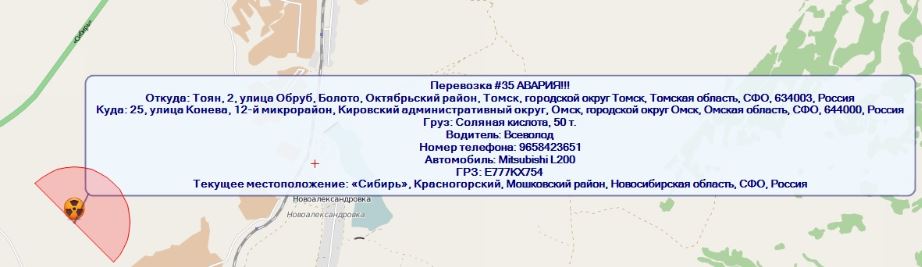 «Сибирь»
Перевозка #35 АВАРИЯ!!!
Откуда: Тоян, 2, улица Обруб, Болото, Октябрьский район, Томск, городской округ Томск, Томская область, СФО, 634003, Россия
Куда: 25, улица Конева, 12-й микрорайон, Кировский административный округ, Омск, городской округ Омск, Омская область, СФО, 644000, Россия
Груз: Соляная кислота, 50 т.
Водитель: Всеволод
Номер телефона: 9658423651
Автомобиль: Mitsubishi L200
ГРЗ: Е777КХ754
Текущее местоположение: «Сибирь», Красногорский, Мошковский район, Новосибирская область, СФО, Россия
Новоалександровка
Новоалександровка